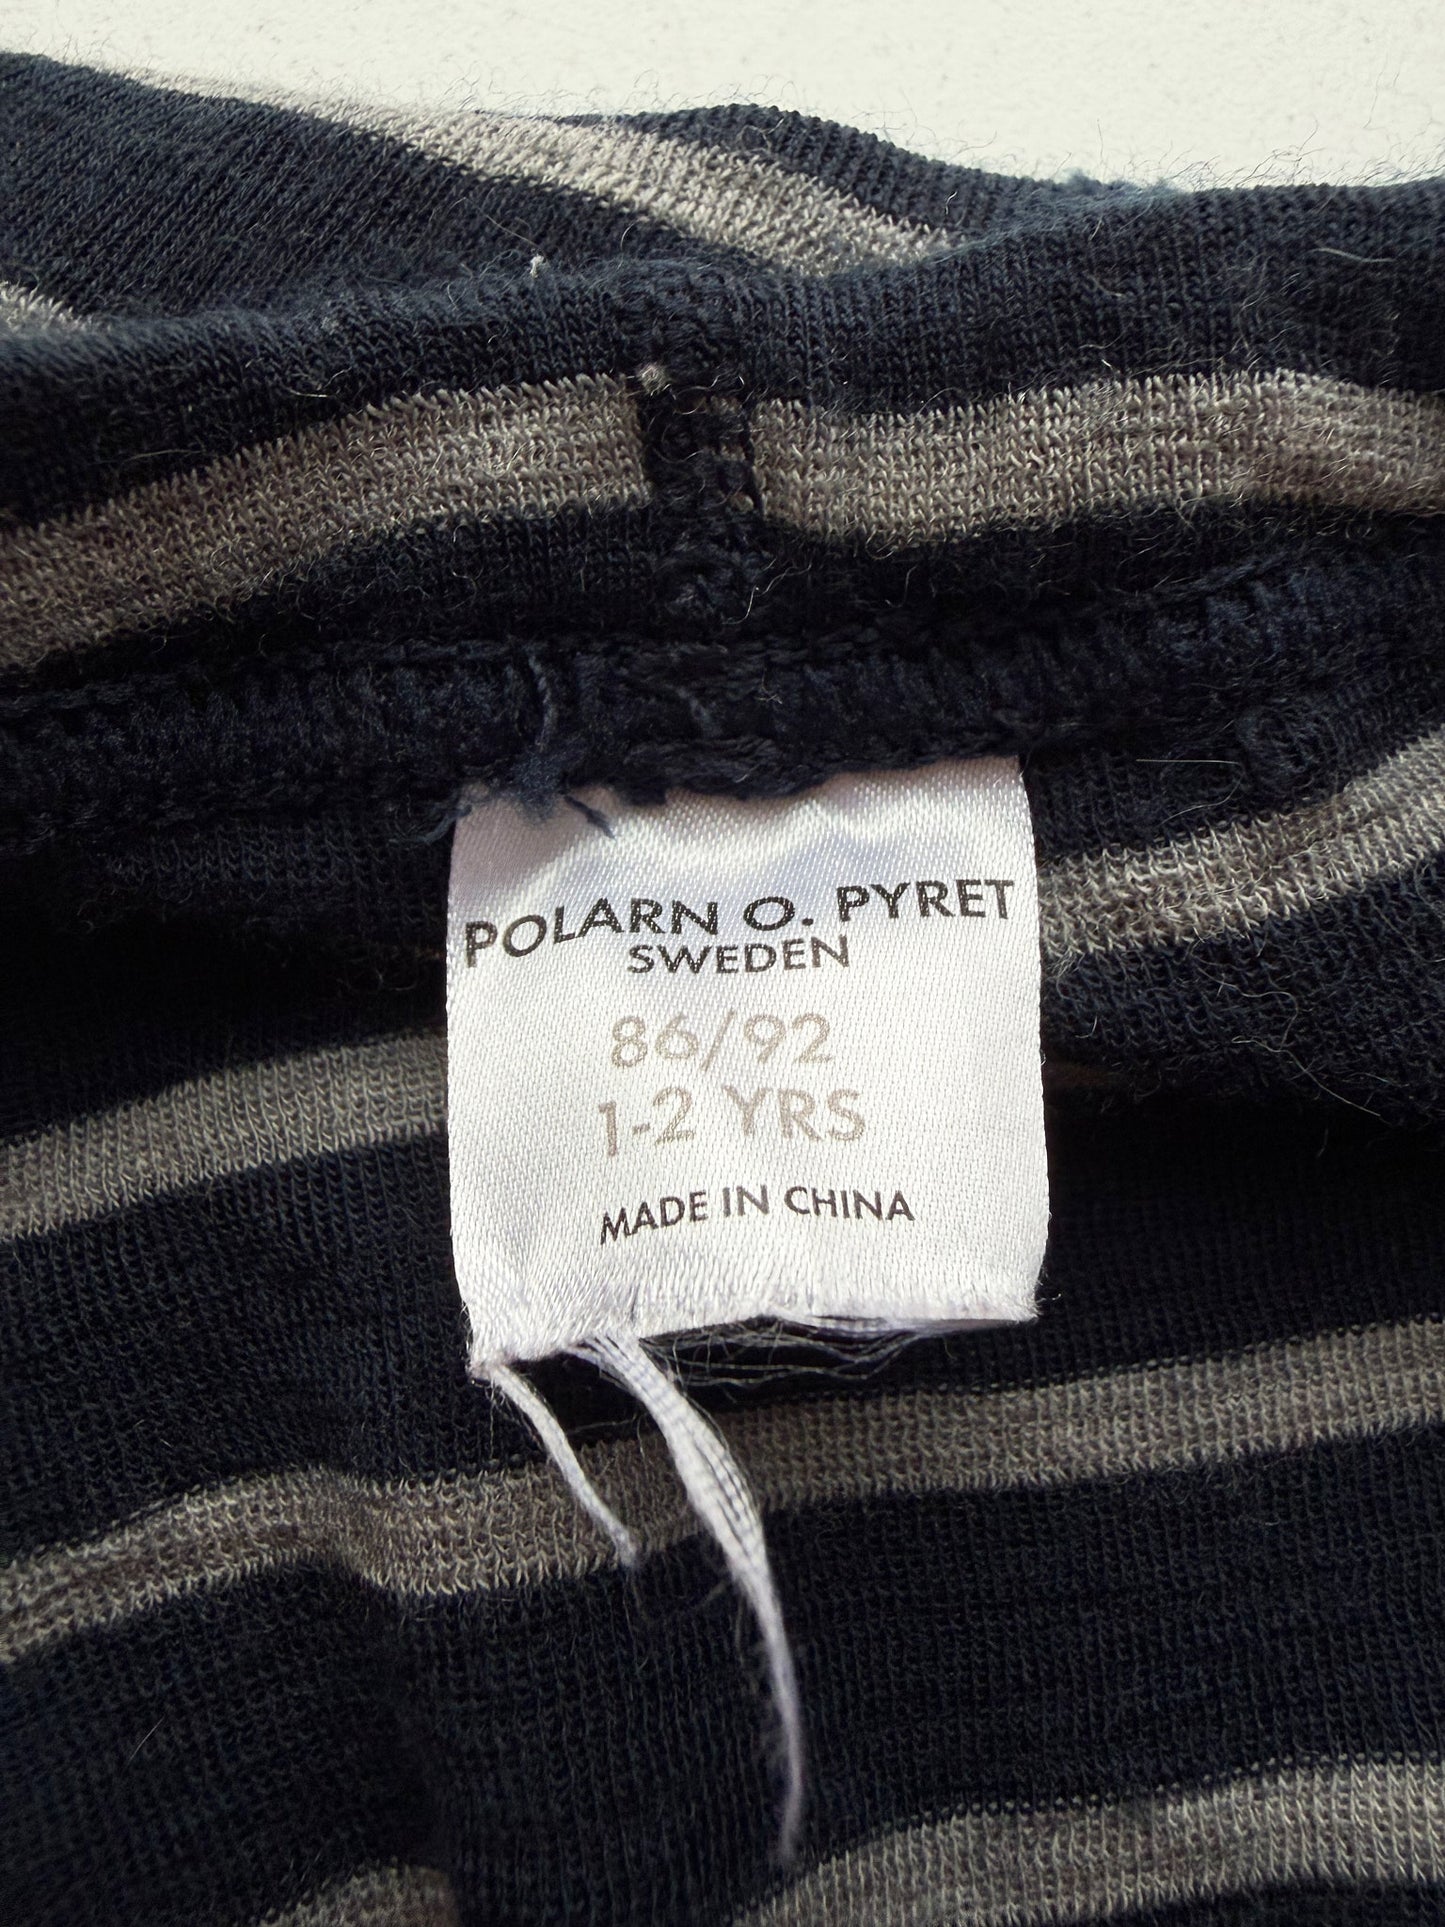 POLARN O. PYRET
SWEDEN
86/92
1-2 YRS
MADE IN CHINA